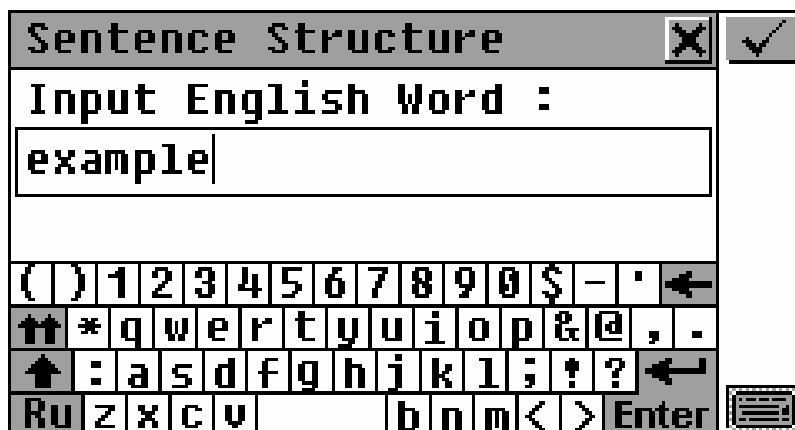 Sentence Structure
Input English Word :
example
( ) 1 2 3 4 5 6 7 8 9 0 $ - '
* q w e r t y u i o p & @ , .
: a s d f g h j k l ; ! ?
Ru z x c v b n m < > Enter